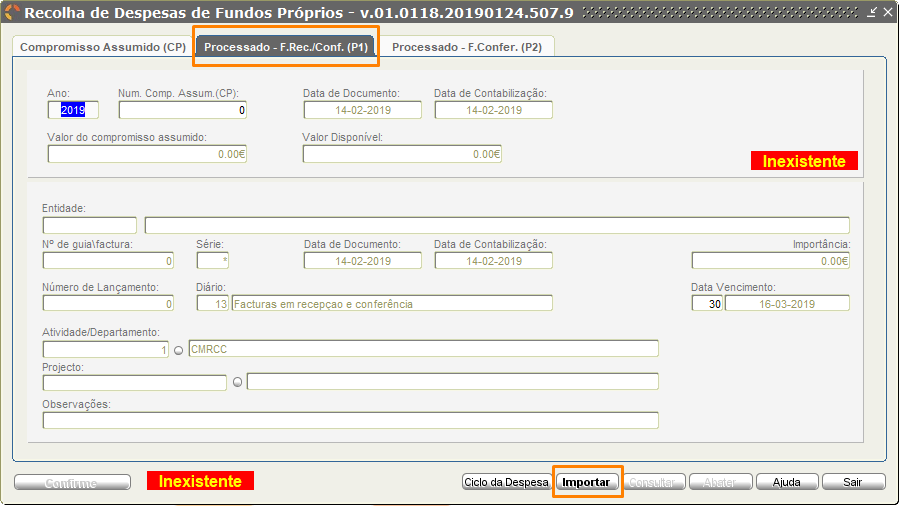 Recolha de Despesas de Fundos Próprios - v.01.0118.20190124.507.9
Compromisso Assumido (CP) Processado - F.Rec./Conf. (P1) Processado - F.Confer. (P2)
Ano: Num. Comp. Assum.(CP): Data de Documento: Data de Contabilização:
2019 0 14-02-2019 14-02-2019
Valor do compromisso assumido: Valor Disponível:
0.00€ 0.00€
Inexistente
Entidade:
Nº de guia\factura: Série: Data de Documento: Data de Contabilização: Importância:
0 * 14-02-2019 14-02-2019 0.00€
Número de Lançamento: Diário: Data Vencimento:
0 13 Facturas em recepçao e conferência 30 16-03-2019
Atividade/Departamento:
1 CMRCC
Projecto:
Observações:
Confirme Inexistente Ciclo da Despesa Importar Consultar Abater Ajuda Sair